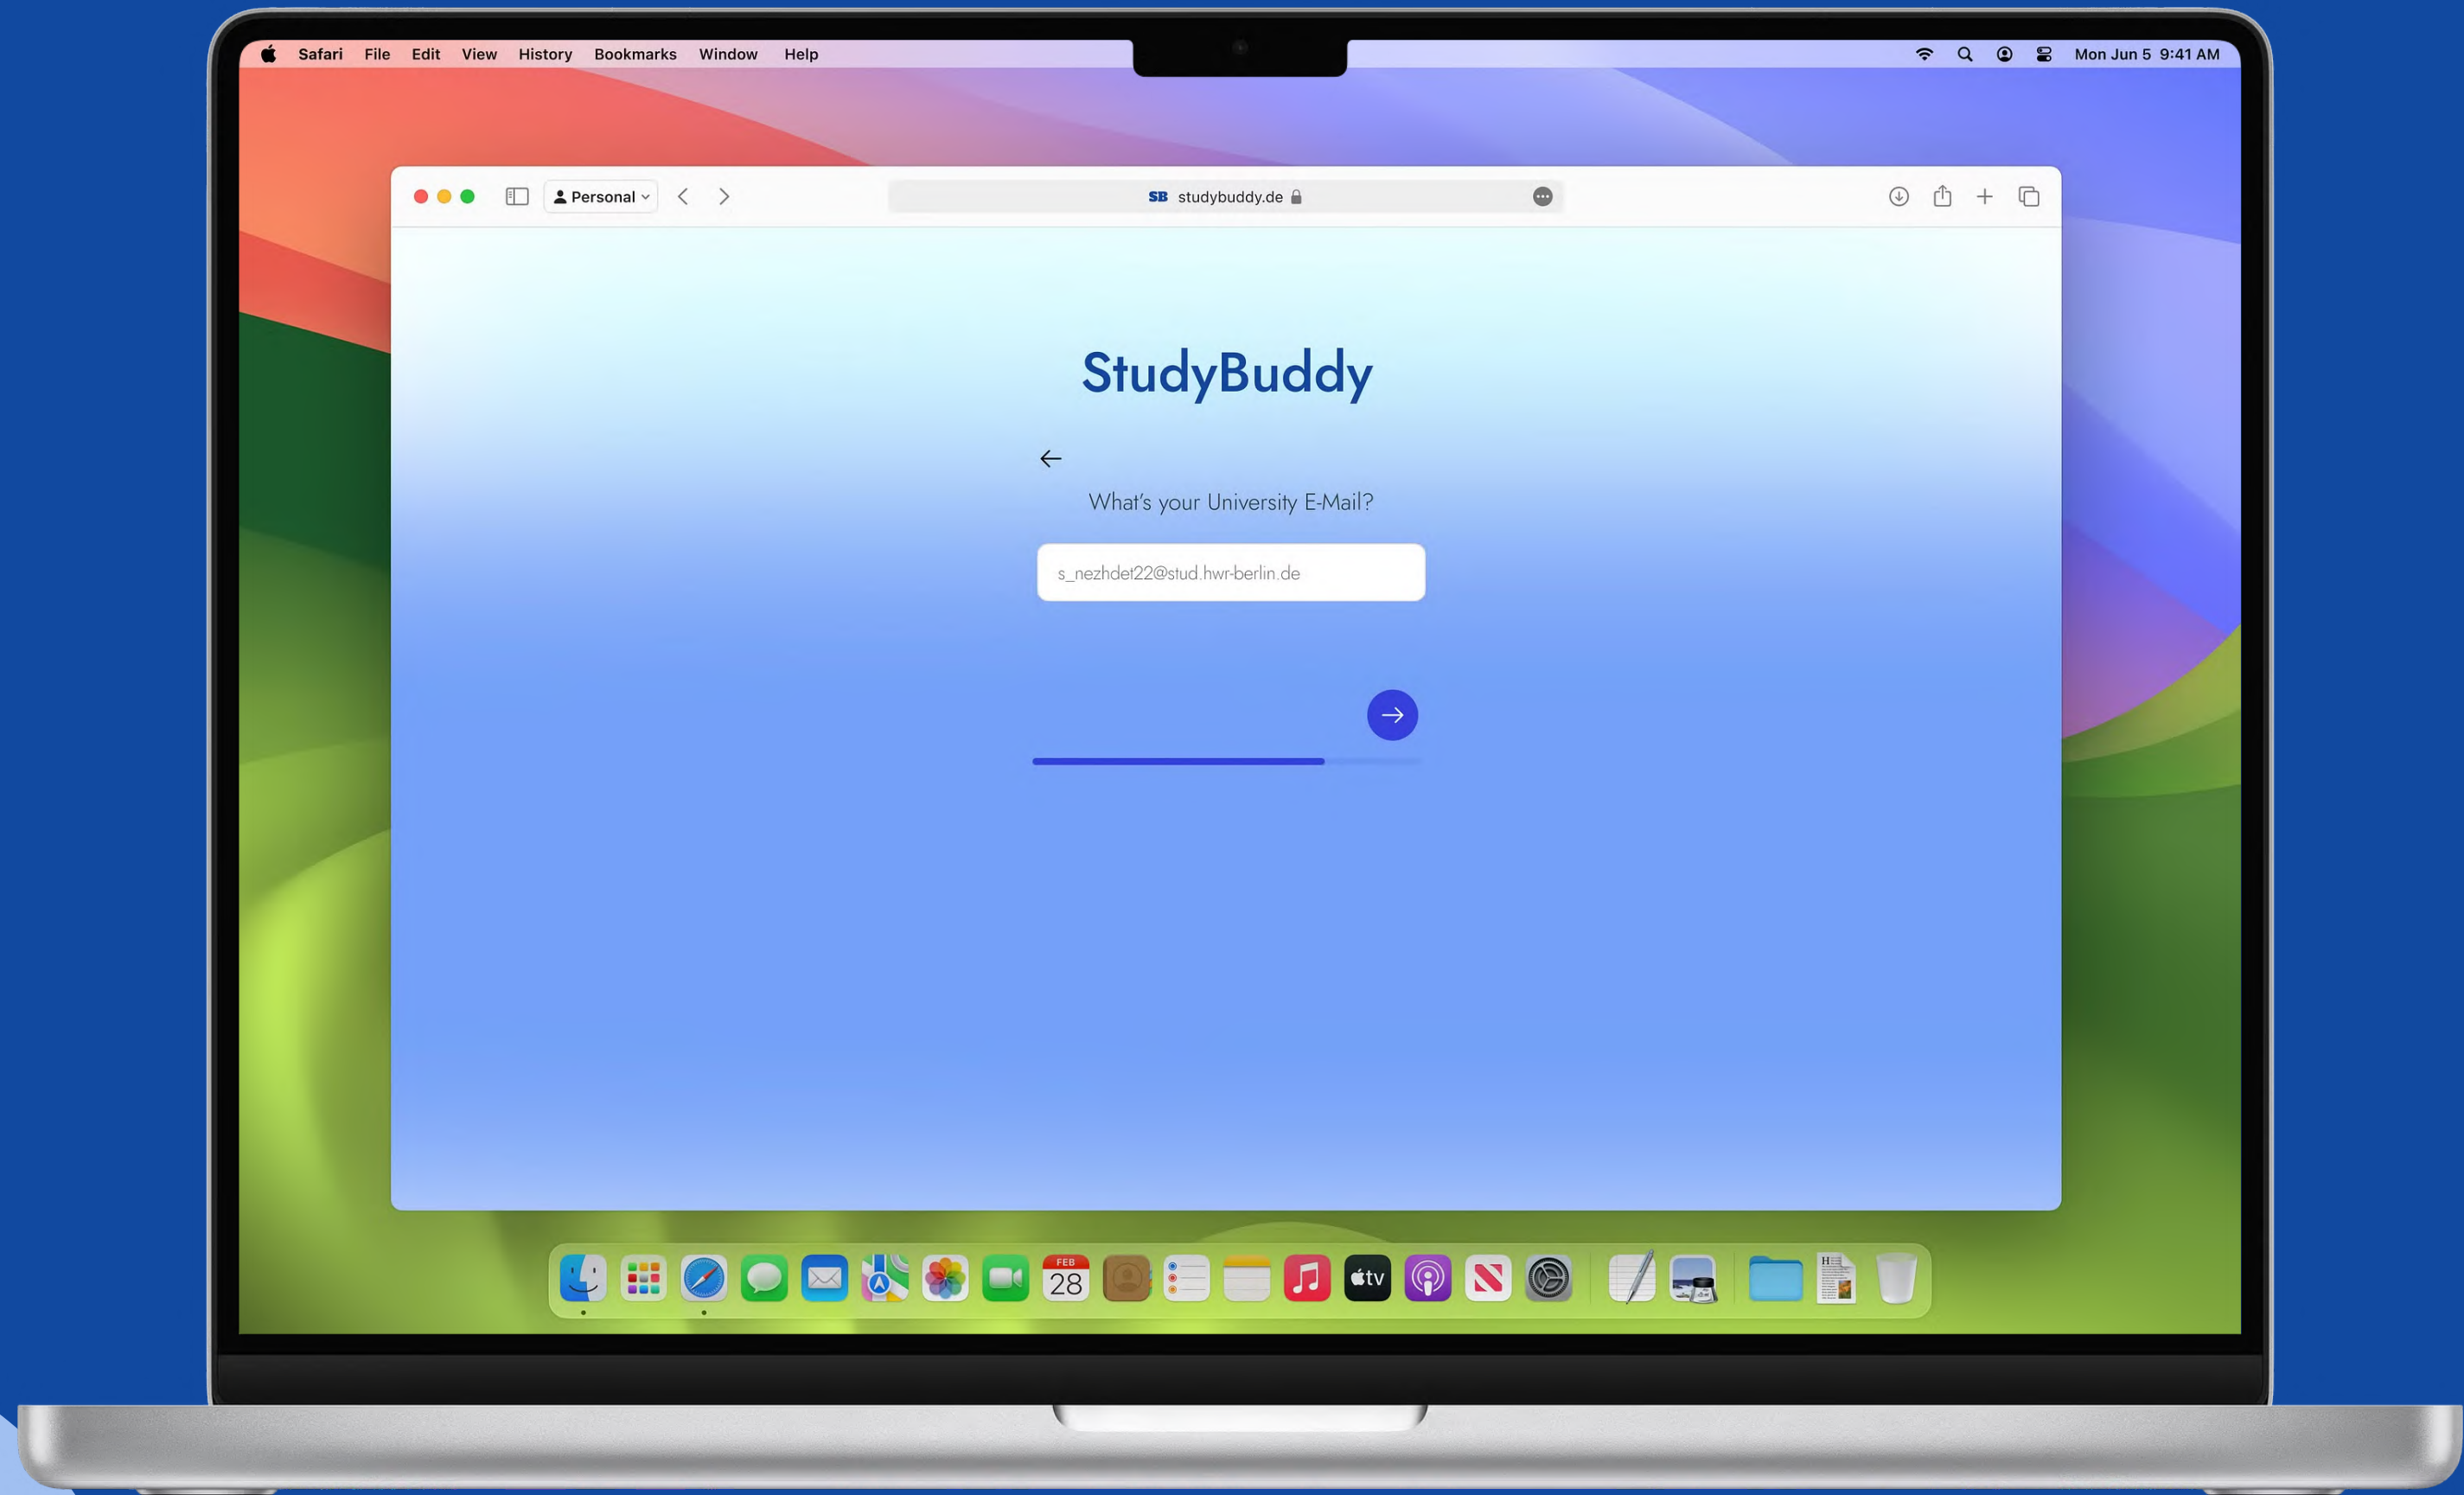 Safari File Edit View History Bookmarks Window Help Mon Jun 5 9:41 AM
Personal SB studybuddy.de
StudyBuddy
What's your University E-Mail?
s_nezhdet22@stud.hwr-berlin.de
FEB
28
tv